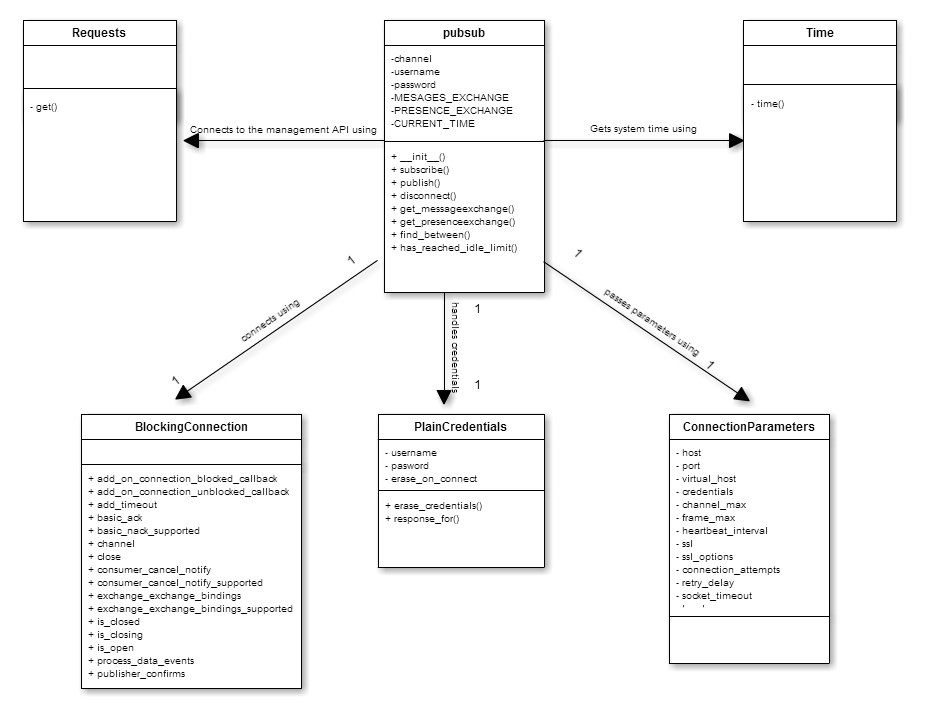 Requests
- get()
pubsub
-channel
-username
-password
-MESAGES_EXCHANGE
-PRESENCE_EXCHANGE
-CURRENT_TIME
+ __init__()
+ subscribe()
+ publish()
+ disconnect()
+ get_messageexchange()
+ get_presenceexchange()
+ find_between()
+ has_reached_idle_limit()
Time
- time()
Connects to the management API using
Gets system time using
1
connects using
1
handles credentials
1
1
1
passes parameters using
1
BlockingConnection
+ add_on_connection_blocked_callback
+ add_on_connection_unblocked_callback
+ add_timeout
+ basic_ack
+ basic_nack_supported
+ channel
+ close
+ consumer_cancel_notify
+ consumer_cancel_notify_supported
+ exchange_exchange_bindings
+ exchange_exchange_bindings_supported
+ is_closed
+ is_closing
+ is_open
+ process_data_events
+ publisher_confirms
PlainCredentials
- username
- pasword
- erase_on_connect
+ erase_credentials()
+ response_for()
ConnectionParameters
- host
- port
- virtual_host
- credentials
- channel_max
- frame_max
- heartbeat_interval
- ssl
- ssl_options
- connection_attempts
- retry_delay
- socket_timeout